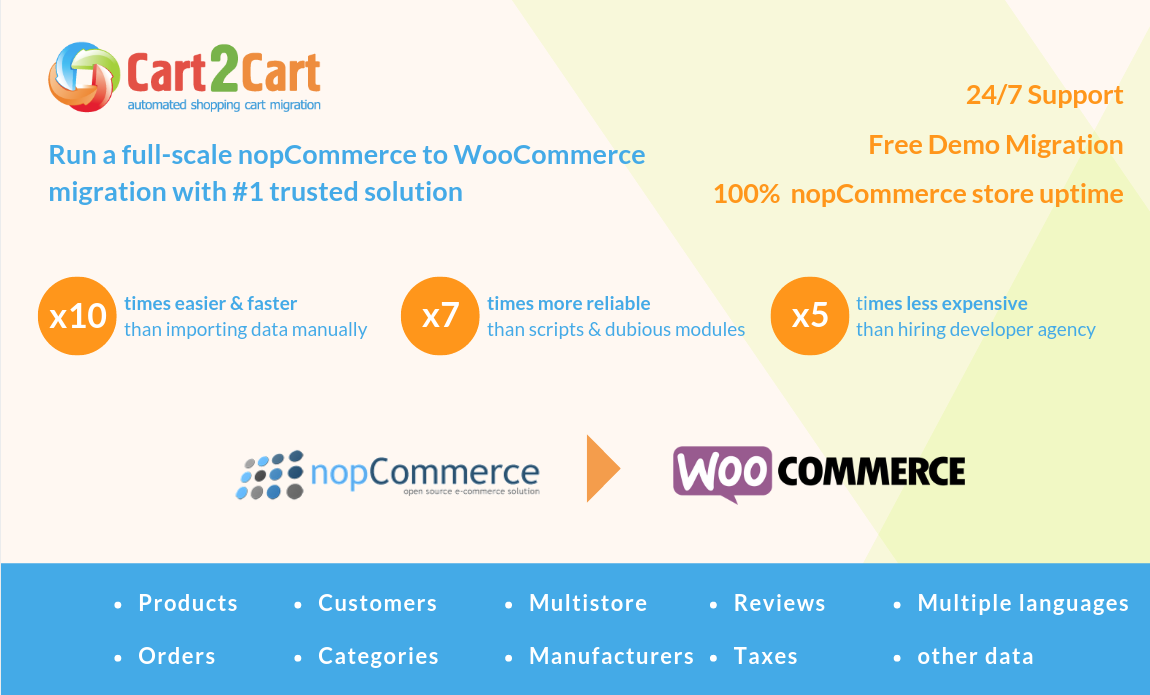 Cart2Cart
automated shopping cart migration
Run a full-scale nopCommerce to WooCommerce
migration with #1 trusted solution
24/7 Support
Free Demo Migration
100% nopCommerce store uptime
x10
times easier & faster
than importing data manually
x7
times more reliable
than scripts & dubious modules
x5
times less expensive
than hiring developer agency
nopCommerce
open source e-commerce solution
WOO COMMERCE
• Products
• Customers
• Multistore
• Reviews
• Multiple languages
• Orders
• Categories
• Manufacturers
• Taxes
• other data